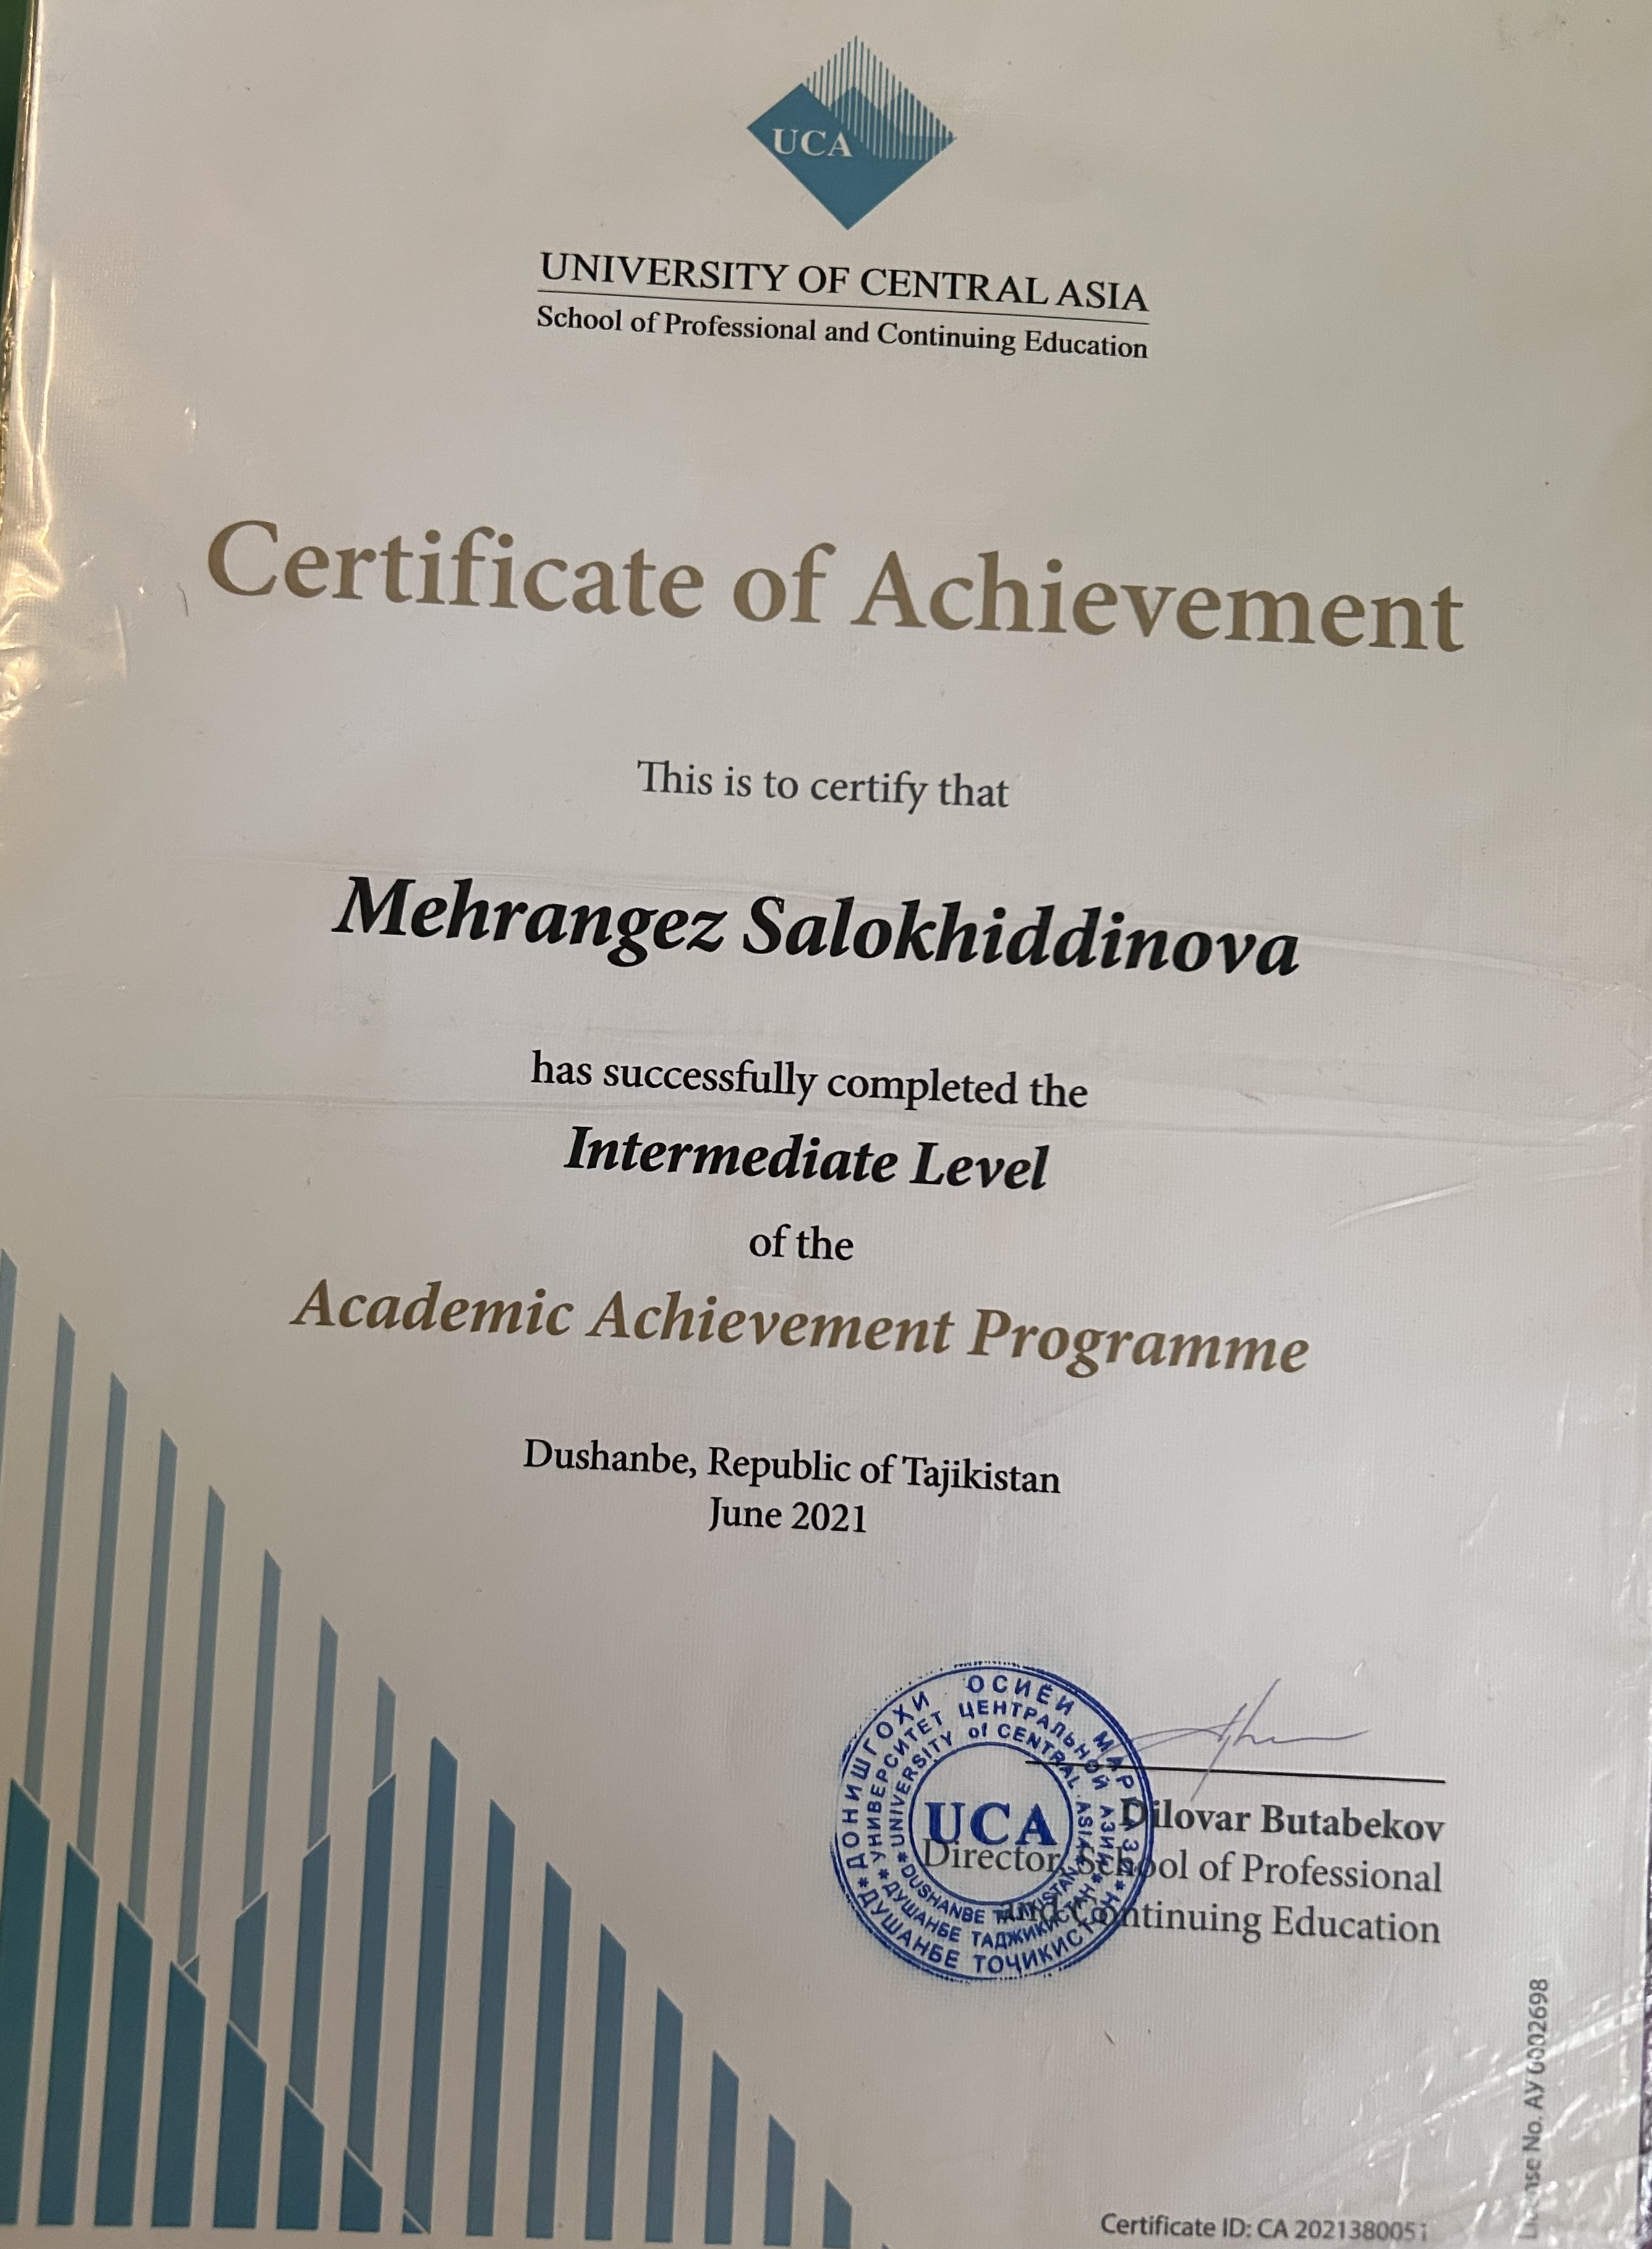 UCA
UNIVERSITY OF CENTRAL ASIA
School of Professional and Continuing Education
Certificate of Achievement
This is to certify that
Mehrangez Salokhiddinova
has successfully completed the
Intermediate Level
of the
Academic Achievement Programme
Dushanbe, Republic of Tajikistan
June 2021
ДОНИШГОҲИ ОСИЁИ МАРКАЗӢ
УНИВЕРСИТЕТ ЦЕНТРАЛЬНОЙ АЗИИ
UNIVERSITY of CENTRAL ASIA
UCA
DUSHANBE TAJIKISTAN
ДУШАНБЕ ТАДЖИКИСТАН
ДУШАНБЕ ТОҶИКИСТОН
Dilovar Butabekov
Director, School of Professional
and Continuing Education
License No. АУ 0002698
Certificate ID: CA 2021380051